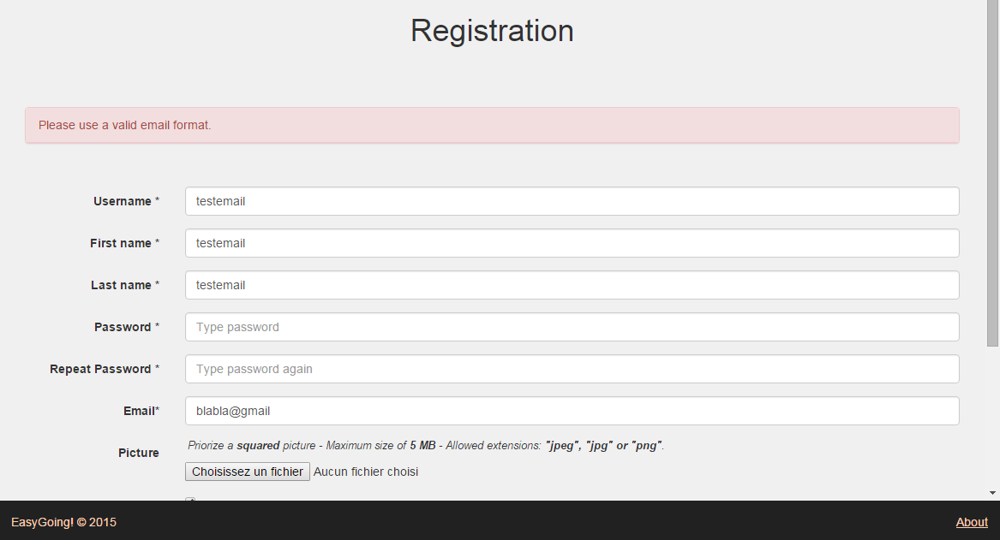 Registration
Please use a valid email format.
Username * testemail
First name * testemail
Last name * testemail
Password * Type password
Repeat Password * Type password again
Email* blabla@gmail
Picture Priorize a squared picture - Maximum size of 5 MB - Allowed extensions: "jpeg", "jpg" or "png".
Choisissez un fichier Aucun fichier choisi
EasyGoing! © 2015 About